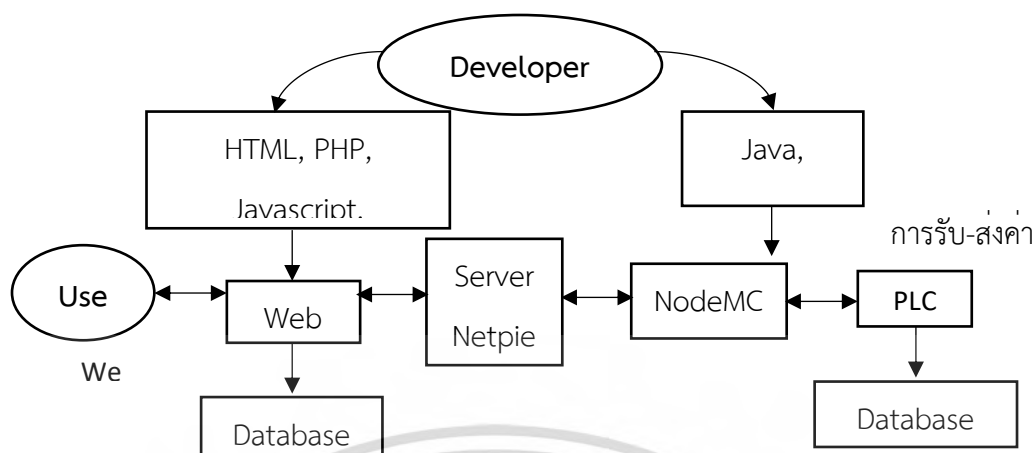 Developer
HTML, PHP,
Javascript,
Java,
การรับ-ส่งค่า
Use
Web
Server
Netpie
NodeMC
PLC
We
Database
Database